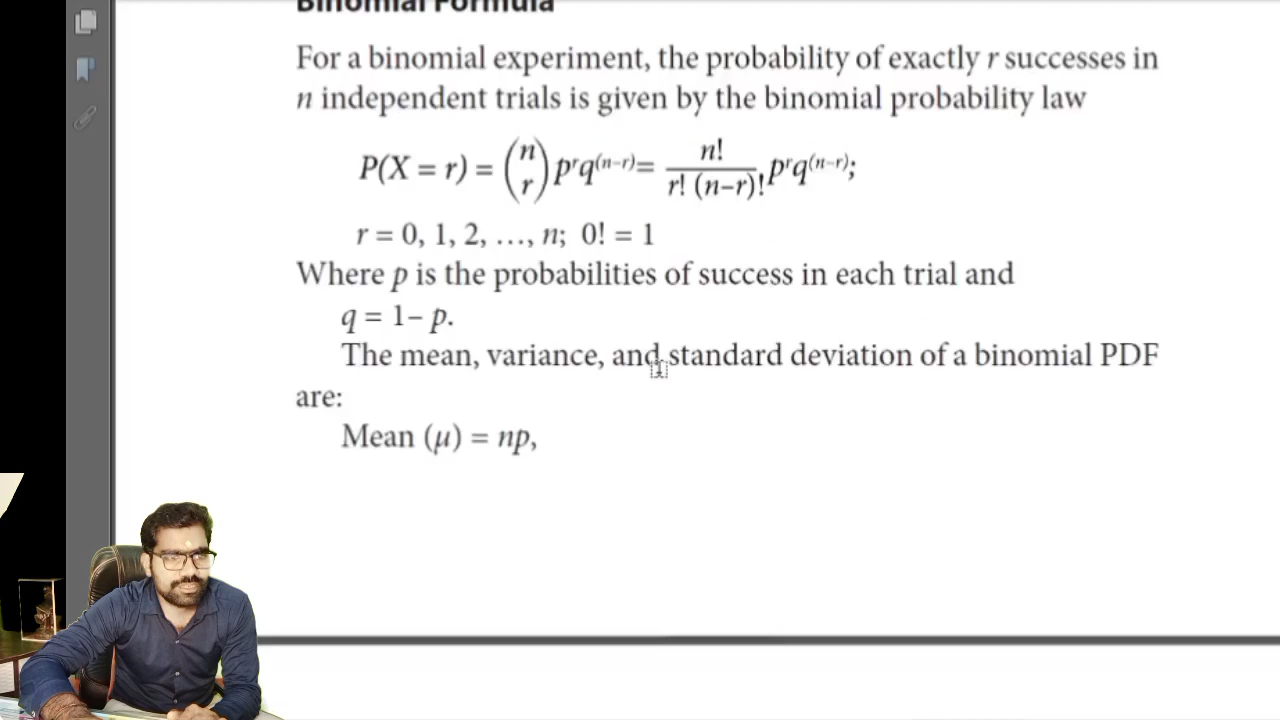 Binomial Formula
For a binomial experiment, the probability of exactly r successes in
n independent trials is given by the binomial probability law
P(X = r) = (n r) p^r q^(n−r) = n! / r! (n−r)! p^r q^(n−r);
r = 0, 1, 2, …, n; 0! = 1
Where p is the probabilities of success in each trial and
q = 1− p.
The mean, variance, and standard deviation of a binomial PDF
are:
Mean (μ) = np,